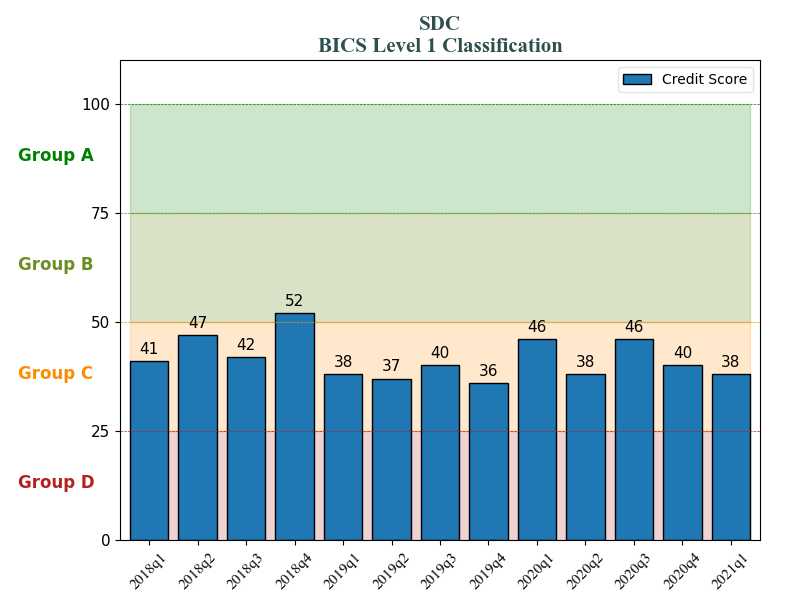 SDC
BICS Level 1 Classification
Credit Score
100
Group A
75
Group B
50
Group C
25
Group D
0
41
47
42
52
38
37
40
36
46
38
46
40
38
2018q1
2018q2
2018q3
2018q4
2019q1
2019q2
2019q3
2019q4
2020q1
2020q2
2020q3
2020q4
2021q1